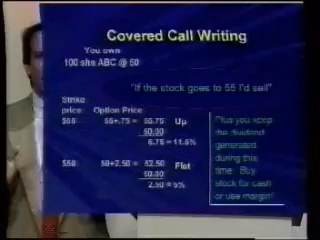 Covered Call Writing
You own
100 shs ABC @ 50
"If the stock goes to 55 I'd sell"
Strike
price Option Price
$55 55+.75 = 55.75 Up
50.00
5.75 = 11.5%
$50 50+2.50 = 52.50 Flat
50.00
2.50 = 5%
Plus you keep
the dividend
generated
during this
time. Buy
stock for cash
or use margin"